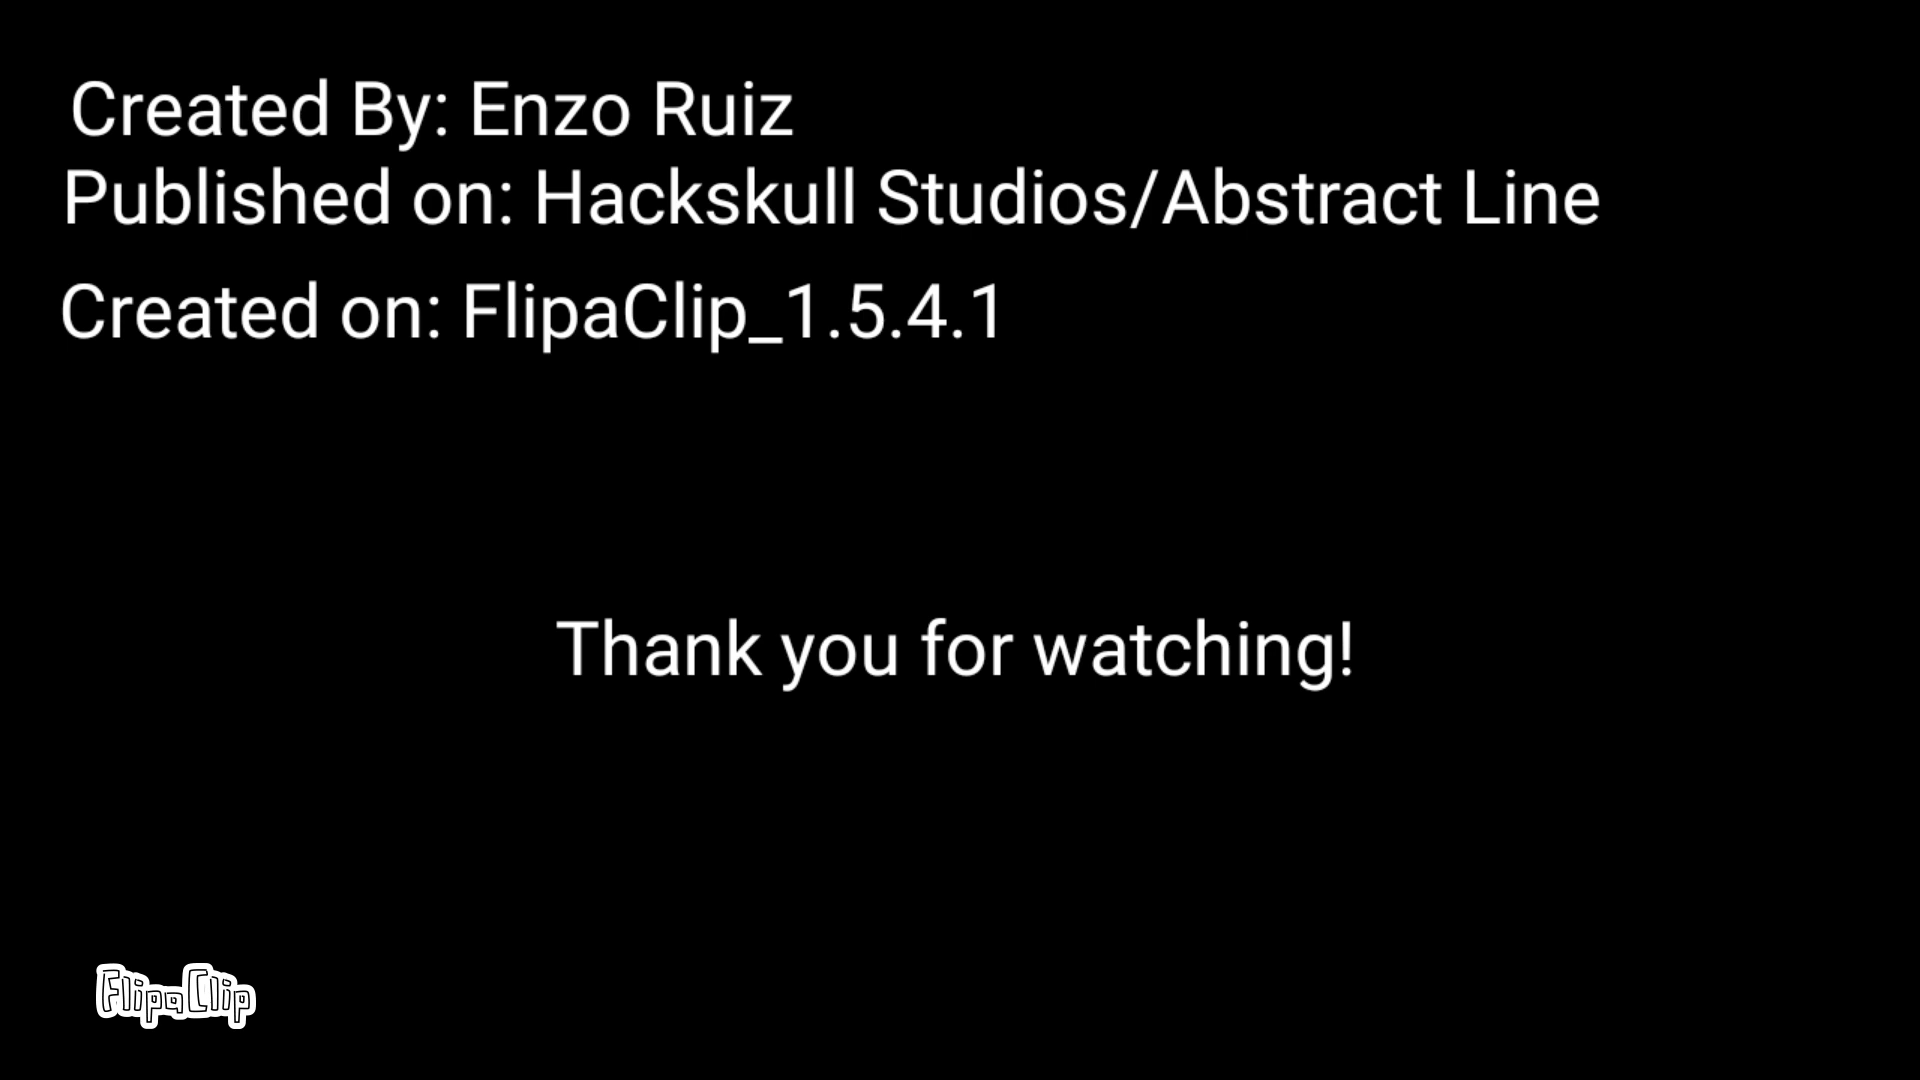 Created By: Enzo Ruiz
Published on: Hackskull Studios/Abstract Line
Created on: FlipaClip_1.5.4.1
Thank you for watching!
FlipaClip